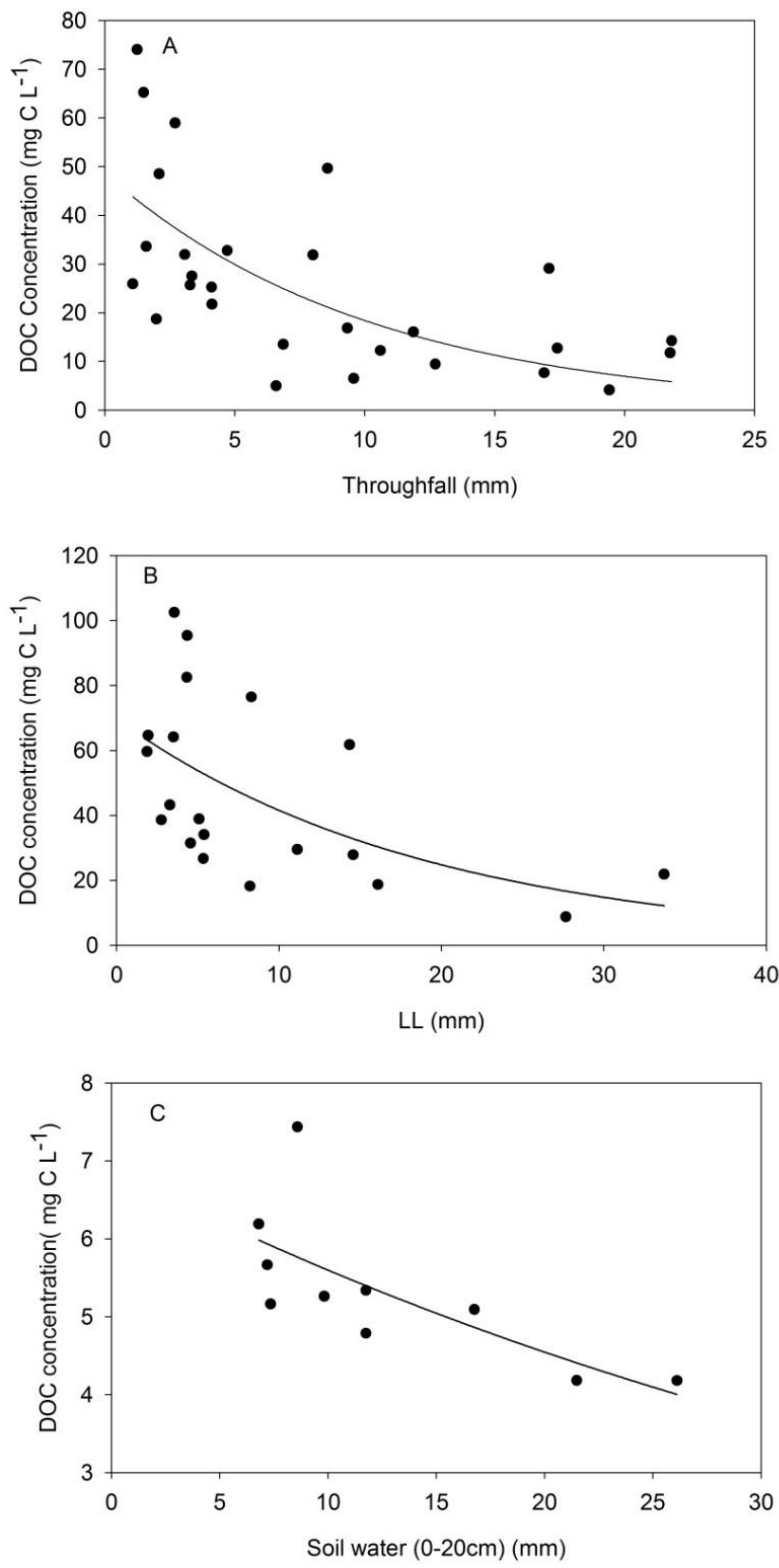 A
DOC Concentration (mg C L-1)
80
70
60
50
40
30
20
10
0
0 5 10 15 20 25
Throughfall (mm)
B
DOC concentration (mg C L-1)
120
100
80
60
40
20
0
0 10 20 30 40
LL (mm)
C
DOC concentration( mg C L-1)
8
7
6
5
4
3
0 5 10 15 20 25 30
Soil water (0-20cm) (mm)